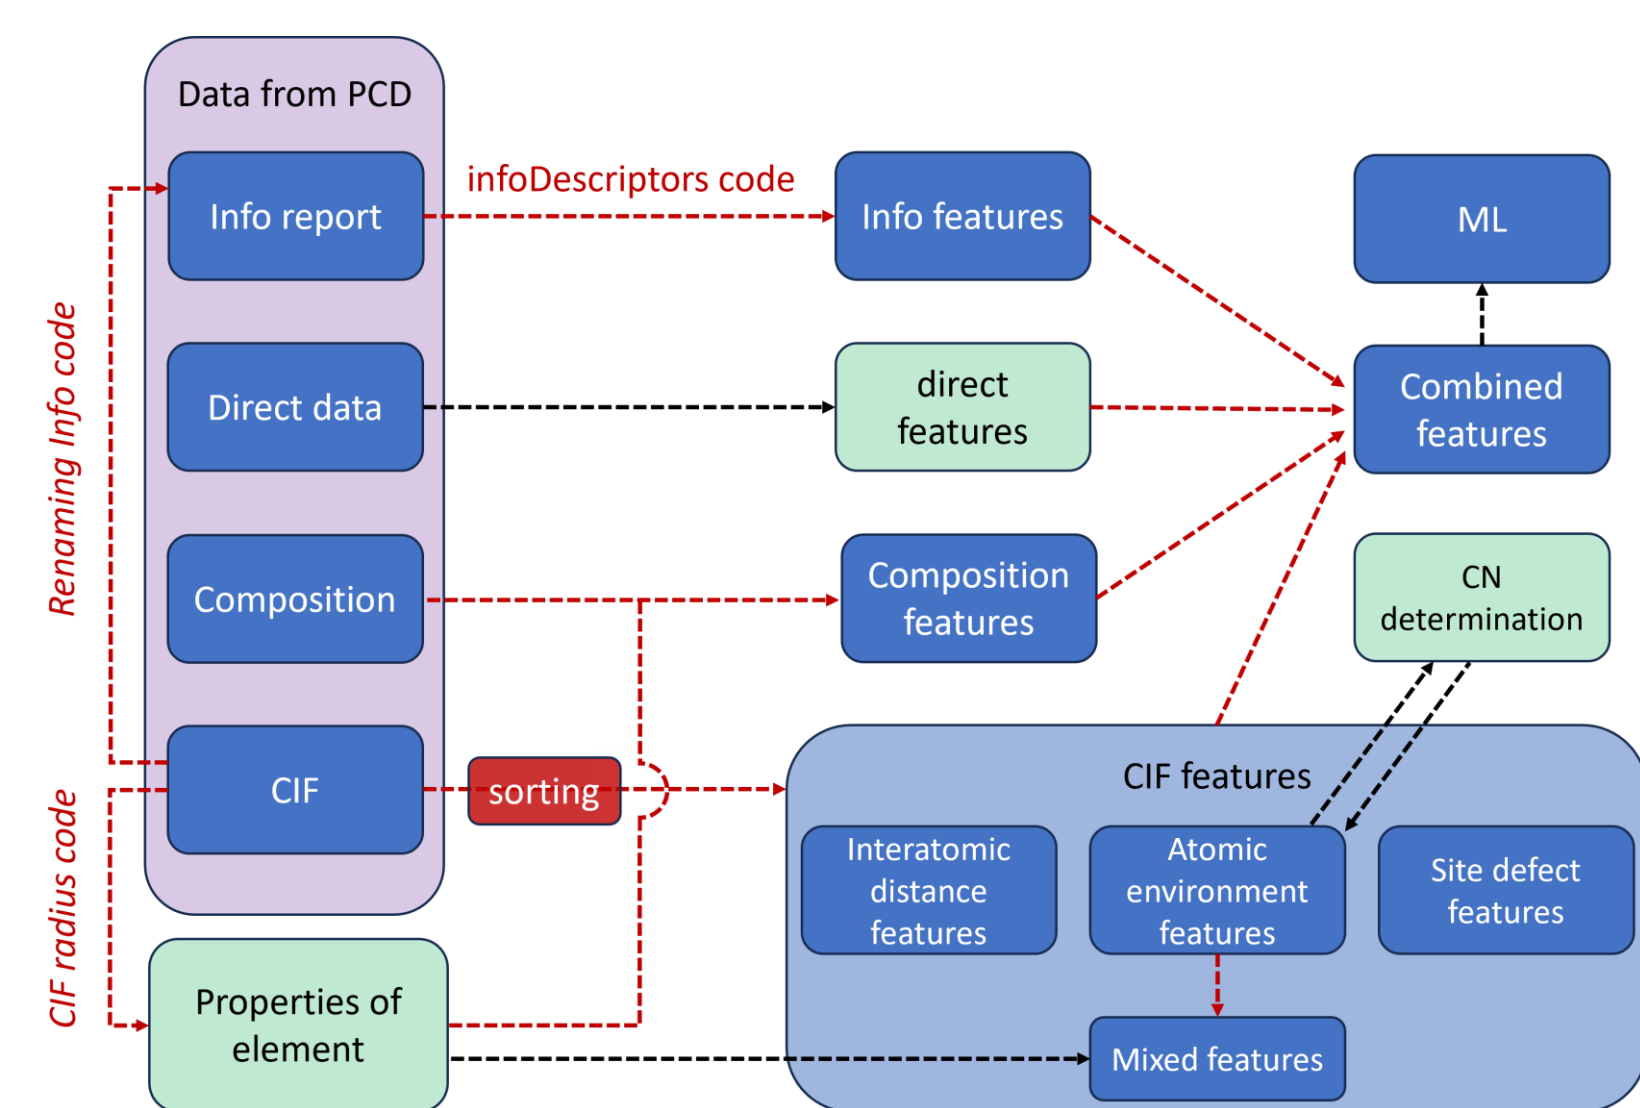 Data from PCD
Info report
infoDescriptors code
Info features
ML
Renaming Info code
Direct data
direct
features
Combined
features
Composition
Composition
features
CN
determination
CIF
sorting
CIF features
CIF radius code
Interatomic
distance
features
Atomic
environment
features
Site defect
features
Properties of
element
Mixed features